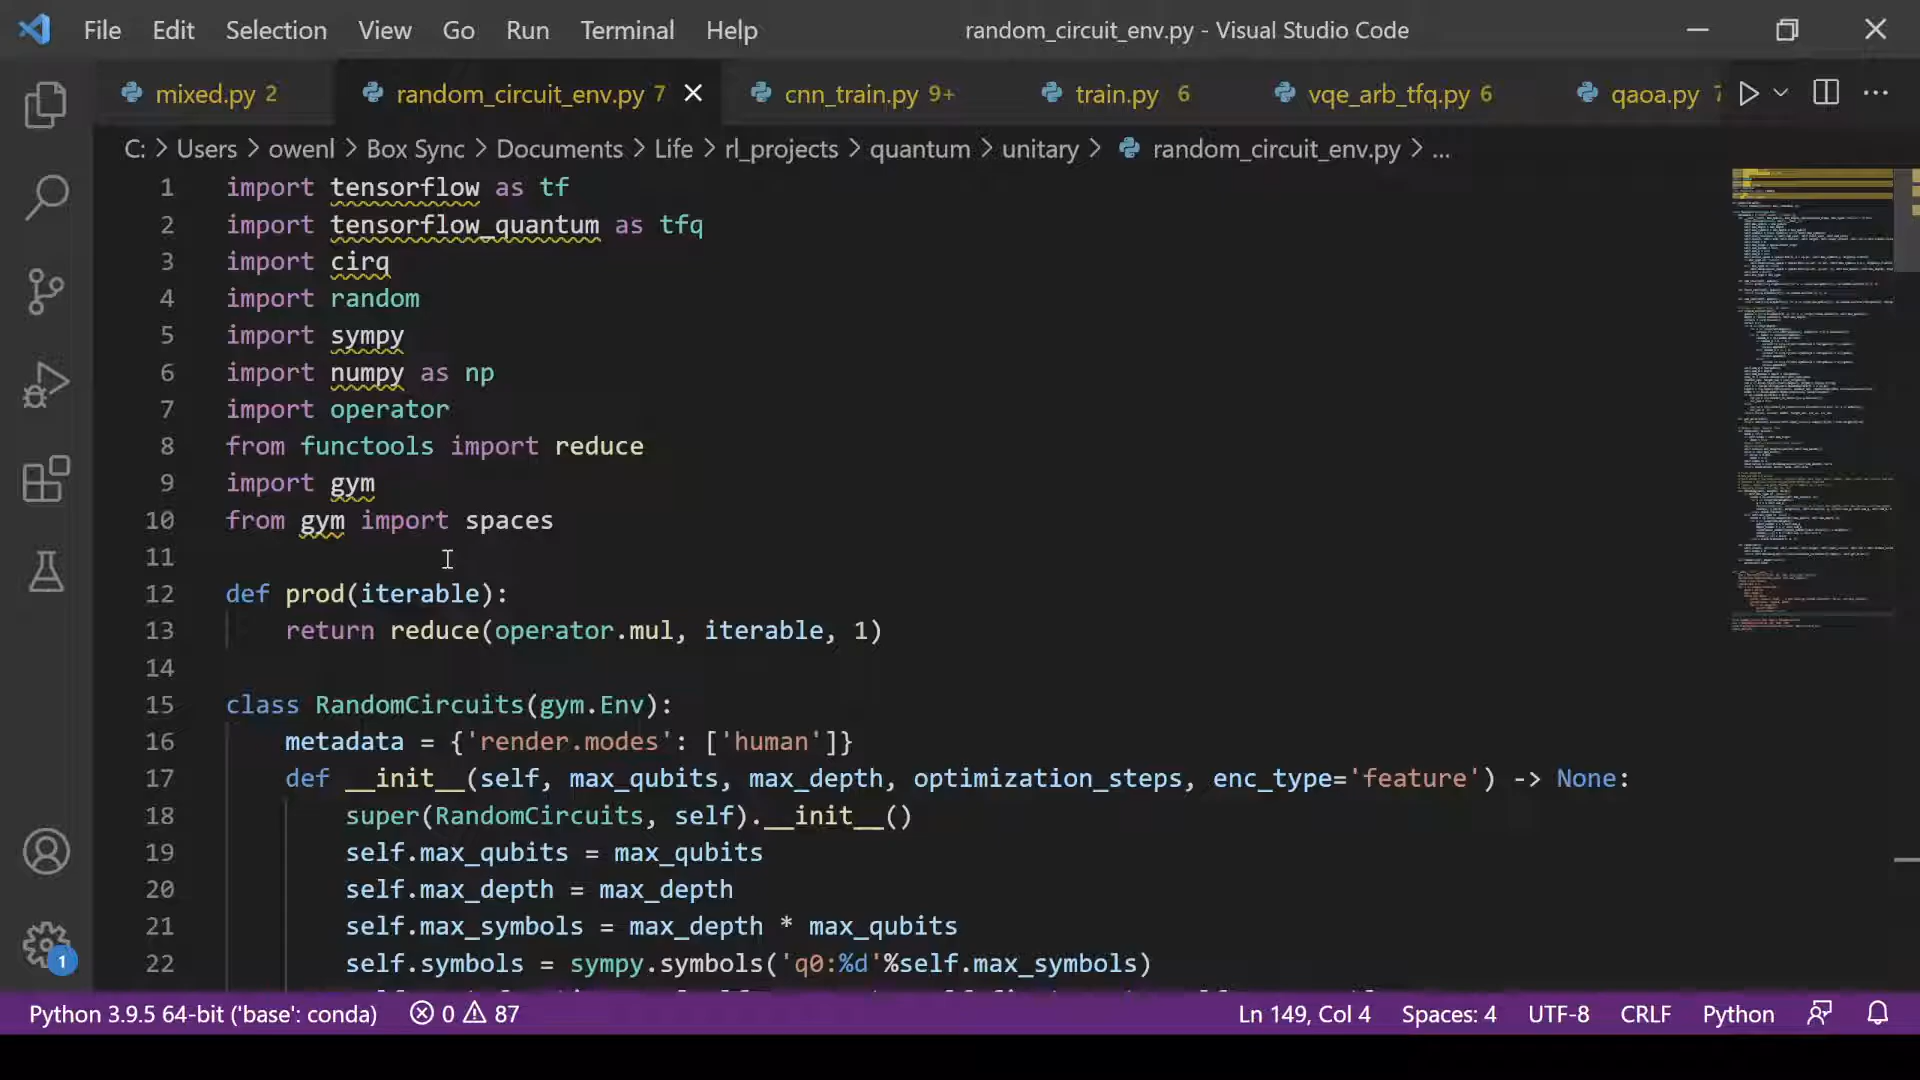 File Edit Selection View Go Run Terminal Help random_circuit_env.py - Visual Studio Code
mixed.py 2 random_circuit_env.py 7 cnn_train.py 9+ train.py 6 vqe_arb_tfq.py 6 qaoa.py 7
C: > Users > owenl > Box Sync > Documents > Life > rl_projects > quantum > unitary > random_circuit_env.py > ...
1 import tensorflow as tf
2 import tensorflow_quantum as tfq
3 import cirq
4 import random
5 import sympy
6 import numpy as np
7 import operator
8 from functools import reduce
9 import gym
10 from gym import spaces
11
12 def prod(iterable):
13 return reduce(operator.mul, iterable, 1)
14
15 class RandomCircuits(gym.Env):
16 metadata = {'render.modes': ['human']}
17 def __init__(self, max_qubits, max_depth, optimization_steps, enc_type='feature') -> None:
18 super(RandomCircuits, self).__init__()
19 self.max_qubits = max_qubits
20 self.max_depth = max_depth
21 self.max_symbols = max_depth * max_qubits
22 self.symbols = sympy.symbols('q0:%d'%self.max_symbols)
1
Python 3.9.5 64-bit ('base': conda) 0 87 Ln 149, Col 4 Spaces: 4 UTF-8 CRLF Python